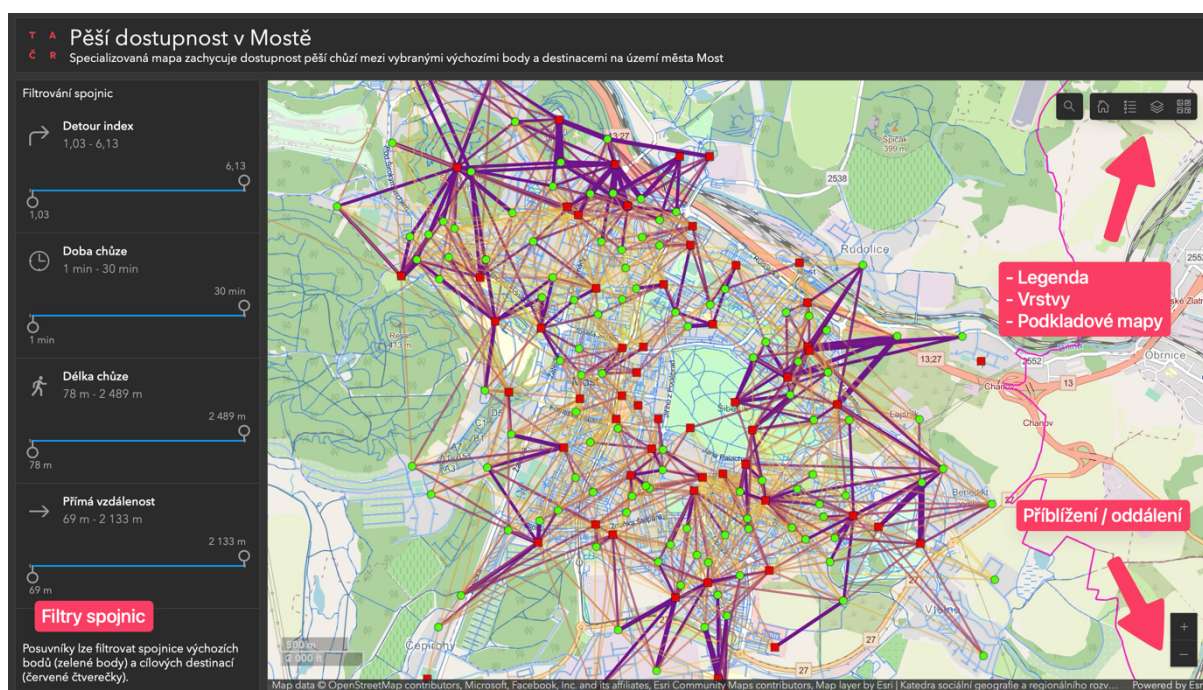 T A
Č R
Pěší dostupnost v Mostě
Specializovaná mapa zachycuje dostupnost pěší chůzí mezi vybranými výchozími body a destinacemi na území města Most
Filtrování spojnic
Detour index
1,03 - 6,13
6,13
1,03
Doba chůze
1 min - 30 min
30 min
1 min
Délka chůze
78 m - 2 489 m
2 489 m
78 m
Přímá vzdálenost
69 m - 2 133 m
2 133 m
69 m
Filtry spojnic
Posuvníky lze filtrovat spojnice výchozích
bodů (zelené body) a cílových destinací
(červené čtverečky).
13;27
Špičák
399 m
2538
Rudolice
- Legenda
- Vrstvy
- Podkladové mapy
Obrnice
13;27
2552
13
Chanov
Chanov
27
Příblížení / oddálení
27
27
Čepirohy
500 m
2 000 ft
+
−
Map data © OpenStreetMap contributors, Microsoft, Facebook, Inc. and its affiliates, Esri Community Maps contributors, Map layer by Esri | Katedra sociální geografie a regionálního rozv...
Powered by